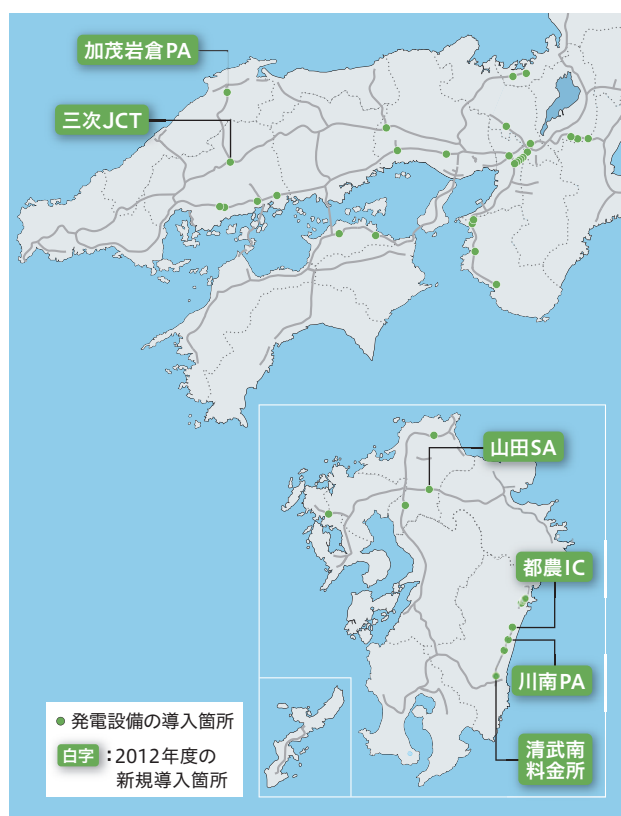 加茂岩倉PA
三次JCT
山田SA
都農IC
川南PA
清武南
料金所
発電設備の導入箇所
白字：2012年度の
新規導入箇所